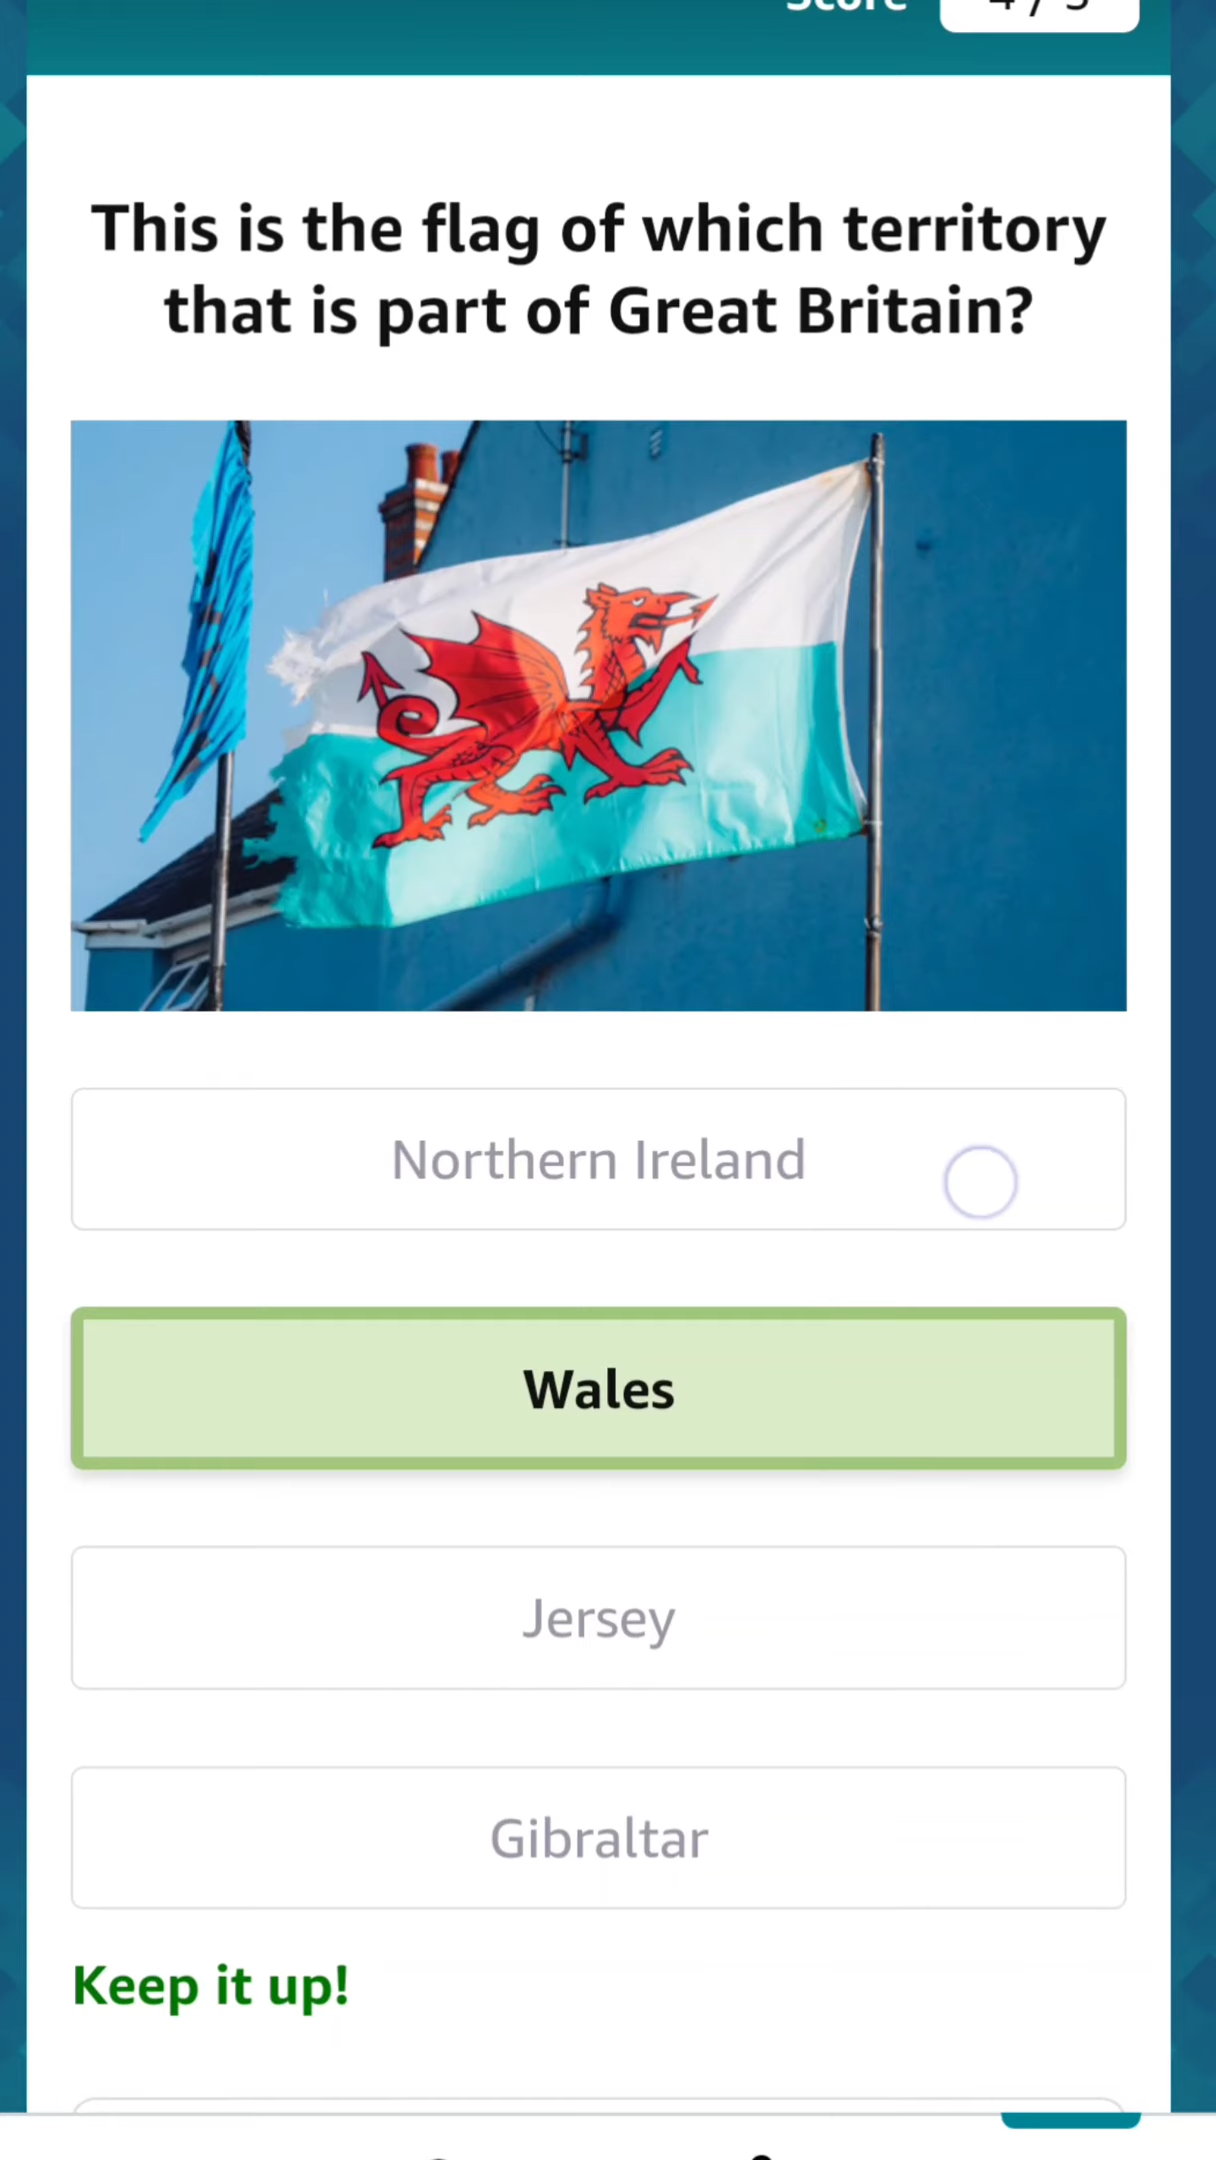 This is the flag of which territory
that is part of Great Britain?
Northern Ireland
Wales
Jersey
Gibraltar
Keep it up!